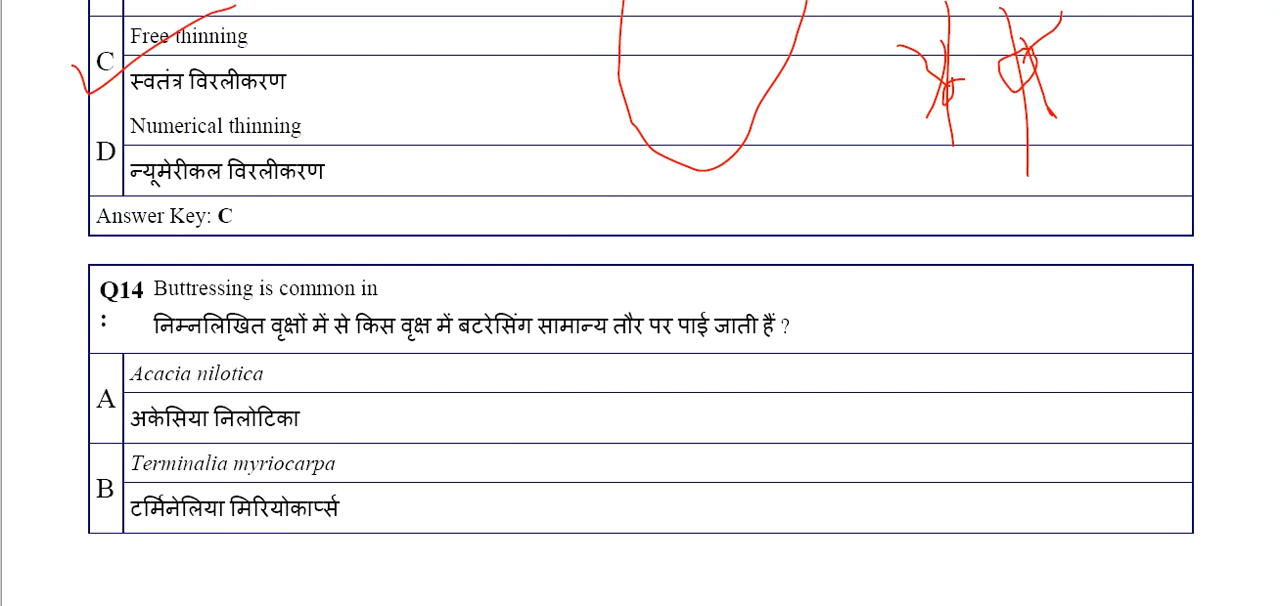 Free thinning
C
स्वतंत्र विरलीकरण
Numerical thinning
D
न्यूमेरीकल विरलीकरण
Answer Key: C
Q14 Buttressing is common in
: निम्नलिखित वृक्षों में से किस वृक्ष में बटरेसिंग सामान्य तौर पर पाई जाती हैं ?
Acacia nilotica
A
अकेसिया निलोटिका
Terminalia myriocarpa
B
टर्मिनेलिया मिरियोकार्प्स